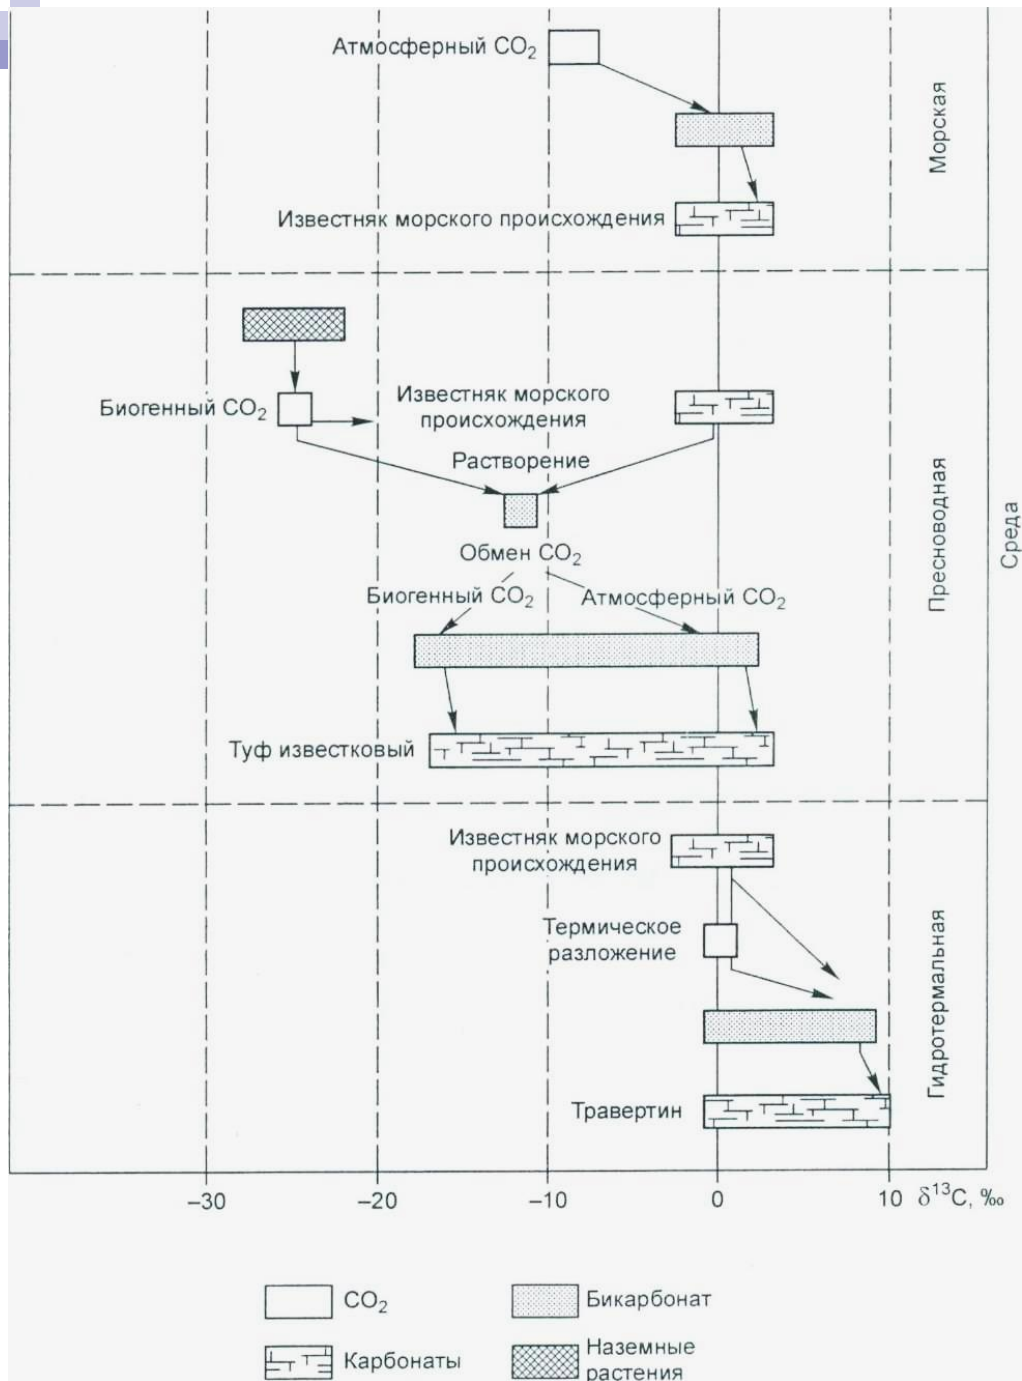 Атмосферный CO₂
Морская
Известняк морского происхождения
Биогенный CO₂
Известняк морского
происхождения
Растворение
Обмен CO₂
Биогенный CO₂
Атмосферный CO₂
Пресноводная
Среда
Туф известковый
Известняк морского
происхождения
Термическое
разложение
Гидротермальная
Травертин
–30 –20 –10 0 10 δ¹³C, ‰
CO₂
Бикарбонат
Карбонаты
Наземные
растения